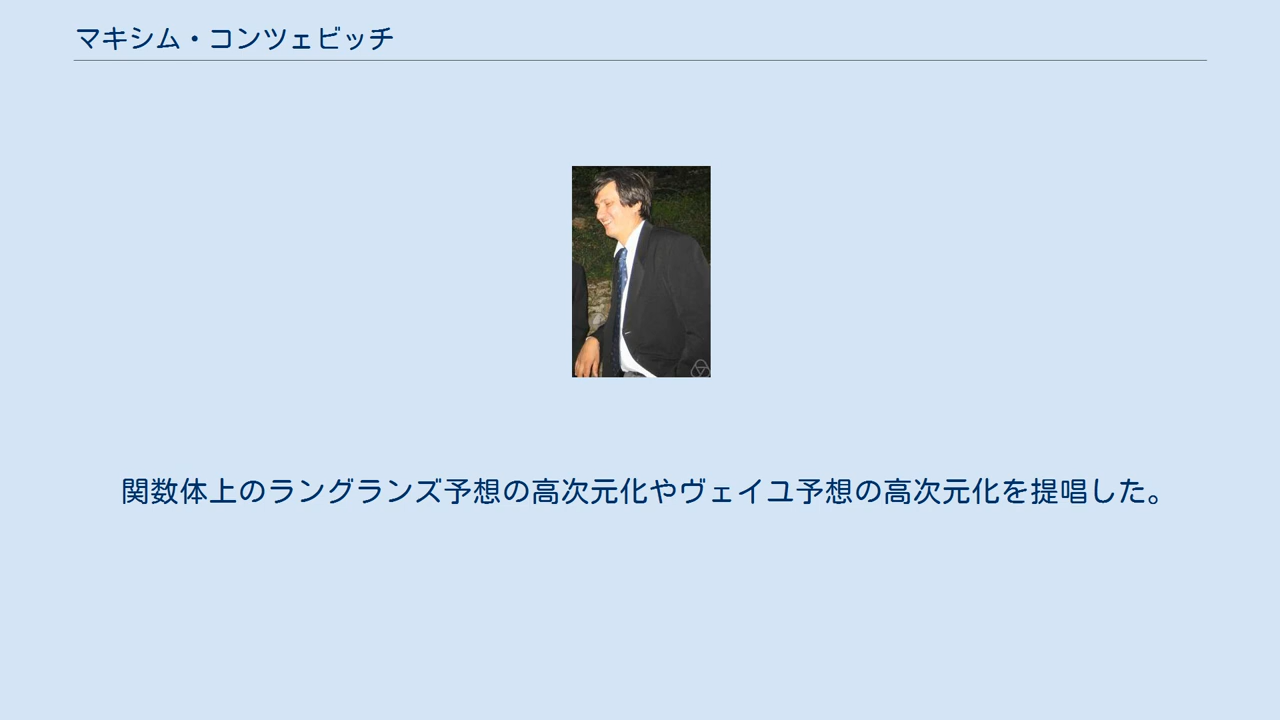 マキシム・コンツェビッチ
関数体上のラングランズ予想の高次元化やヴェイユ予想の高次元化を提唱した。